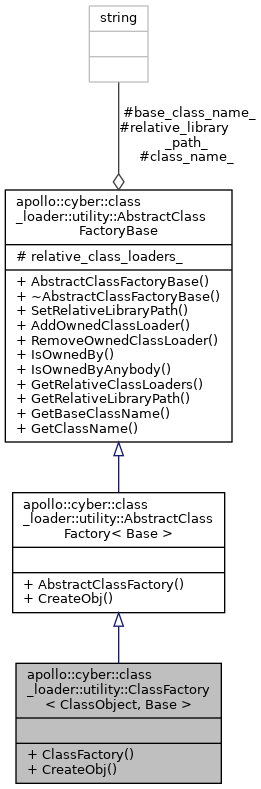 string
#base_class_name_
#relative_library
_path_
#class_name_
apollo::cyber::class
_loader::utility::AbstractClass
FactoryBase
# relative_class_loaders_
+ AbstractClassFactoryBase()
+ ~AbstractClassFactoryBase()
+ SetRelativeLibraryPath()
+ AddOwnedClassLoader()
+ RemoveOwnedClassLoader()
+ IsOwnedBy()
+ IsOwnedByAnybody()
+ GetRelativeClassLoaders()
+ GetRelativeLibraryPath()
+ GetBaseClassName()
+ GetClassName()
apollo::cyber::class
_loader::utility::AbstractClass
Factory< Base >
+ AbstractClassFactory()
+ CreateObj()
apollo::cyber::class
_loader::utility::ClassFactory
< ClassObject, Base >
+ ClassFactory()
+ CreateObj()